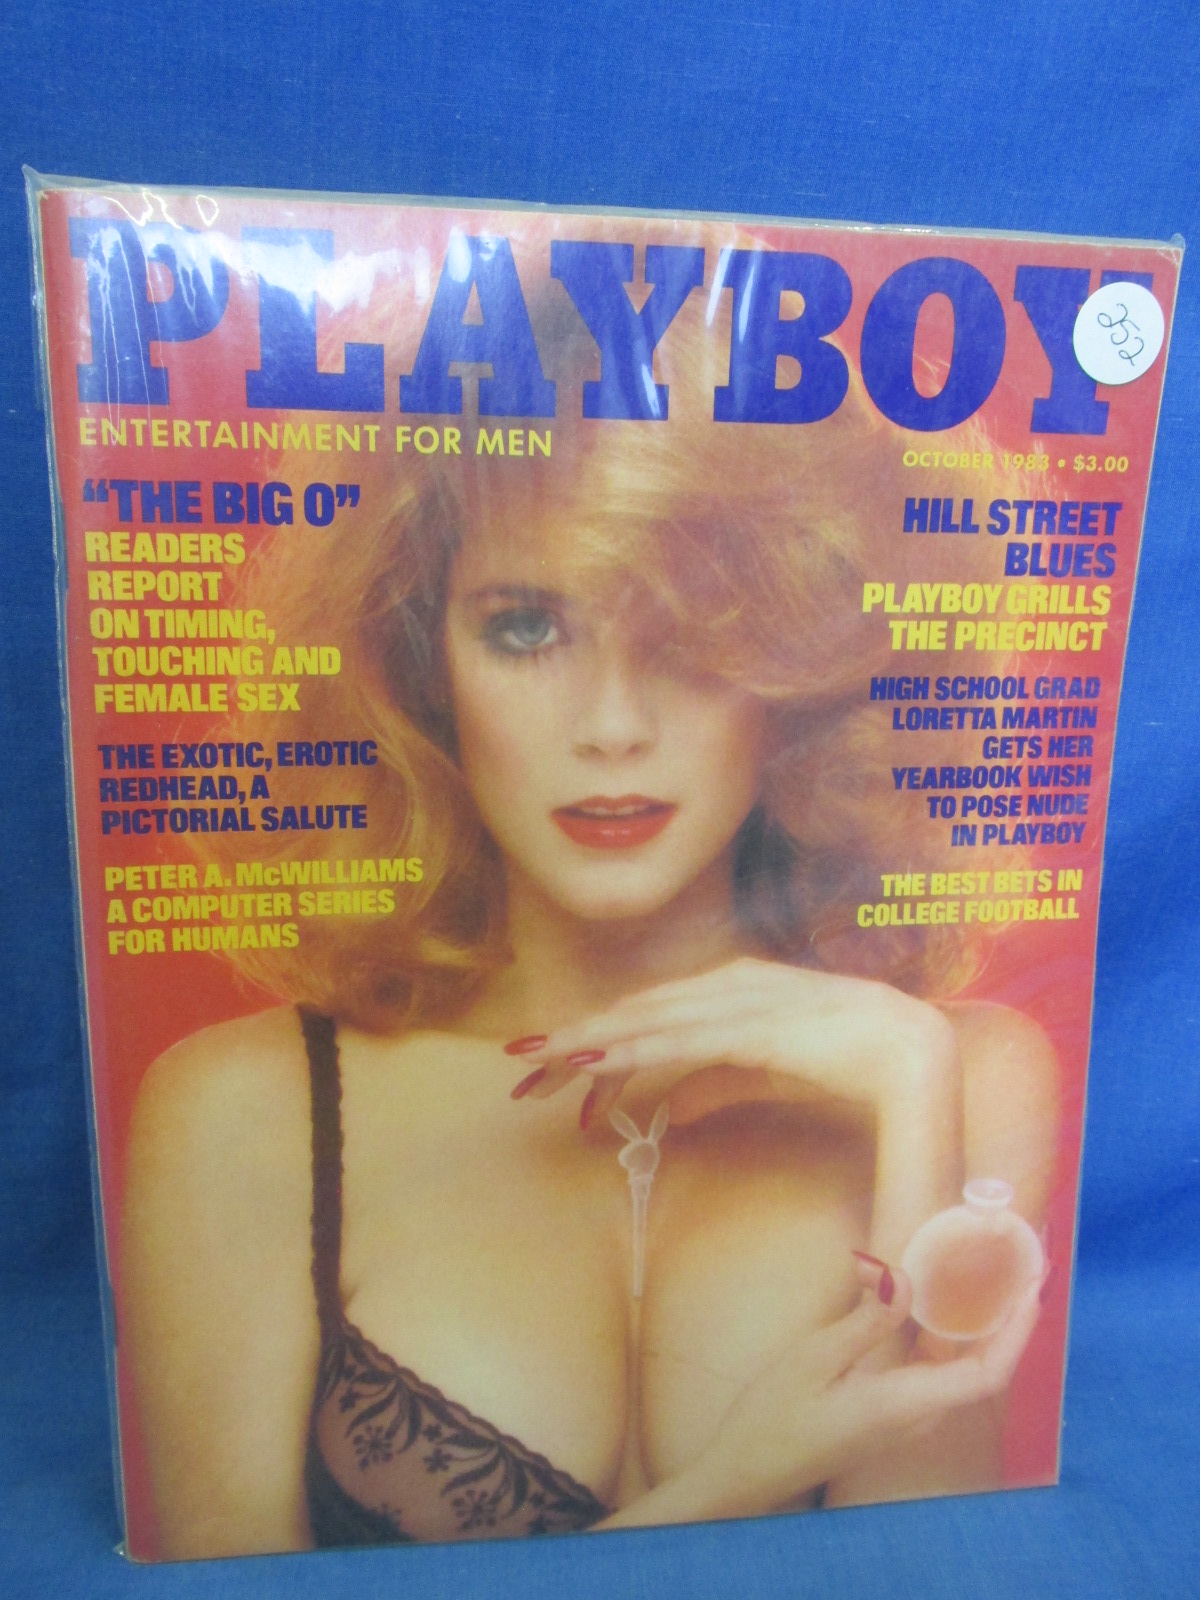 PLAYBOY
252
ENTERTAINMENT FOR MEN
OCTOBER 1983 • $3.00
“THE BIG O”
READERS
REPORT
ON TIMING,
TOUCHING AND
FEMALE SEX
THE EXOTIC, EROTIC
REDHEAD, A
PICTORIAL SALUTE
PETER A. McWILLIAMS
A COMPUTER SERIES
FOR HUMANS
HILL STREET
BLUES
PLAYBOY GRILLS
THE PRECINCT
HIGH SCHOOL GRAD
LORETTA MARTIN
GETS HER
YEARBOOK WISH
TO POSE NUDE
IN PLAYBOY
THE BEST BETS IN
COLLEGE FOOTBALL